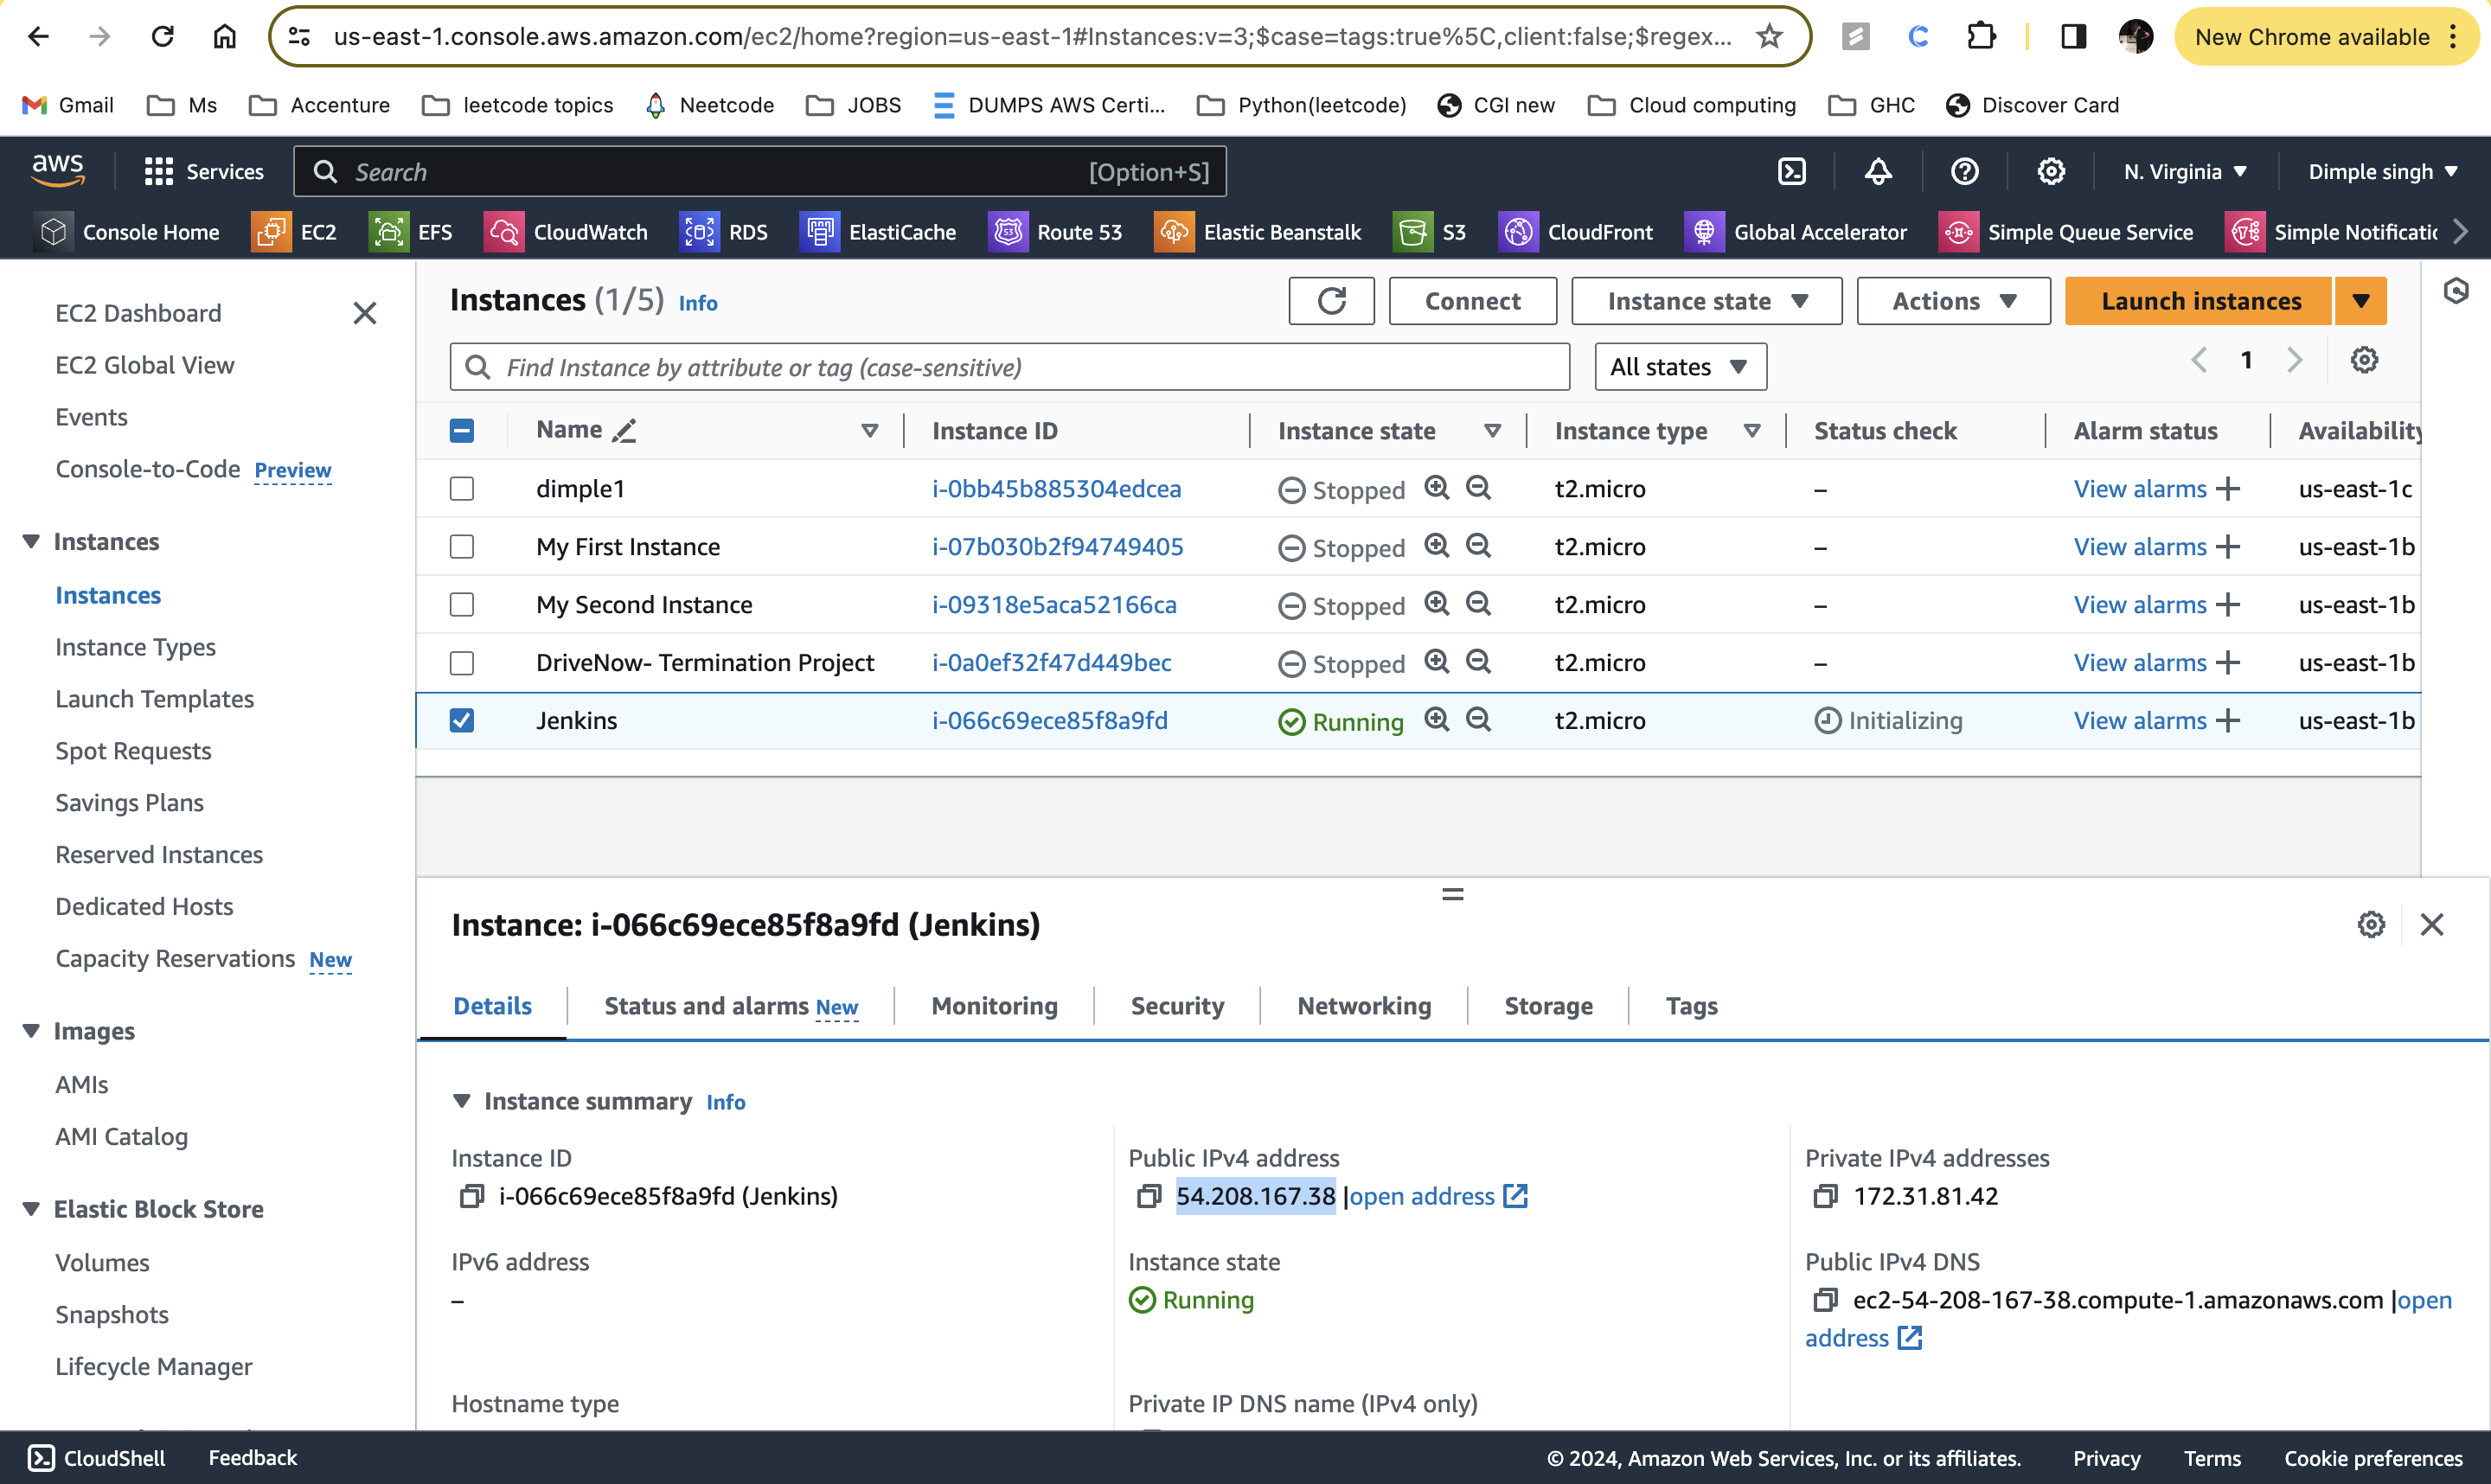 us-east-1.console.aws.amazon.com/ec2/home?region=us-east-1#Instances:v=3;$case=tags:true%5C,client:false;$regex...
New Chrome available
Gmail Ms Accenture leetcode topics Neetcode JOBS DUMPS AWS Certi... Python(leetcode) CGI new Cloud computing GHC Discover Card
aws Services Search [Option+S] N. Virginia Dimple singh
Console Home EC2 EFS CloudWatch RDS ElastiCache Route 53 Elastic Beanstalk S3 CloudFront Global Accelerator Simple Queue Service Simple Notificatic
EC2 Dashboard
EC2 Global View
Events
Console-to-Code Preview
Instances
Instances
Instance Types
Launch Templates
Spot Requests
Savings Plans
Reserved Instances
Dedicated Hosts
Capacity Reservations New
Images
AMIs
AMI Catalog
Elastic Block Store
Volumes
Snapshots
Lifecycle Manager
Instances (1/5) Info Connect Instance state Actions Launch instances
Find Instance by attribute or tag (case-sensitive) All states 1
Name Instance ID Instance state Instance type Status check Alarm status Availability
dimple1 i-0bb45b885304edcea Stopped t2.micro – View alarms + us-east-1c
My First Instance i-07b030b2f94749405 Stopped t2.micro – View alarms + us-east-1b
My Second Instance i-09318e5aca52166ca Stopped t2.micro – View alarms + us-east-1b
DriveNow- Termination Project i-0a0ef32f47d449bec Stopped t2.micro – View alarms + us-east-1b
Jenkins i-066c69ece85f8a9fd Running t2.micro Initializing View alarms + us-east-1b
Instance: i-066c69ece85f8a9fd (Jenkins)
Details Status and alarms New Monitoring Security Networking Storage Tags
Instance summary Info
Instance ID
i-066c69ece85f8a9fd (Jenkins)
Public IPv4 address
54.208.167.38 |open address
Private IPv4 addresses
172.31.81.42
IPv6 address
–
Instance state
Running
Public IPv4 DNS
ec2-54-208-167-38.compute-1.amazonaws.com |open
address
Hostname type
Private IP DNS name (IPv4 only)
CloudShell Feedback © 2024, Amazon Web Services, Inc. or its affiliates. Privacy Terms Cookie preferences